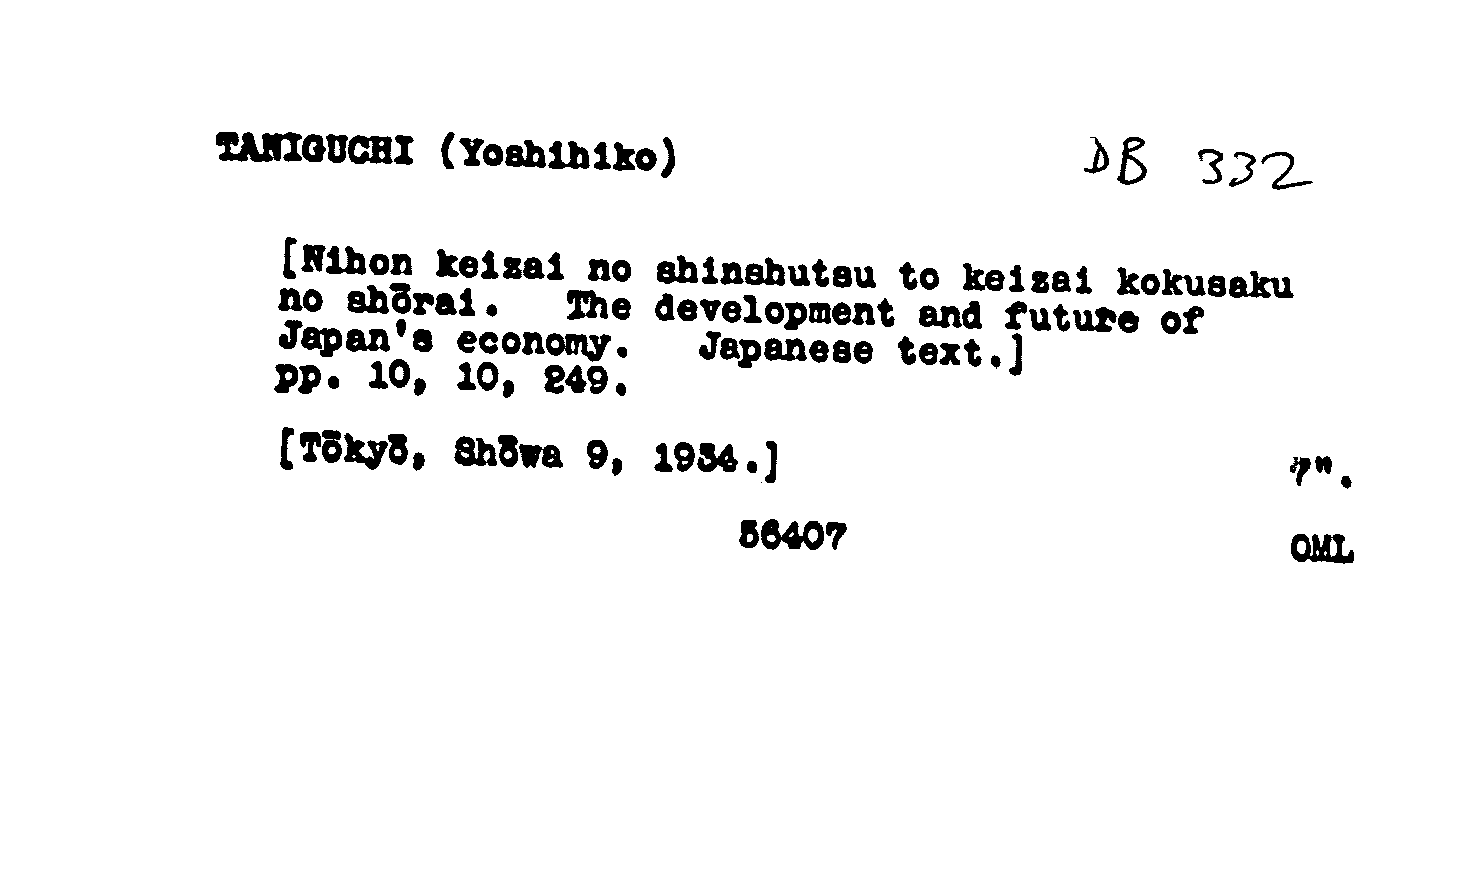 TANIGUCHI (Yoshihiko) DB 332
[Nihon keizai no shinshutsu to keizai kokusaku
no shōrai. The development and future of
Japan's economy. Japanese text.]
pp. 10, 10, 249.
[Tōkyō, Shōwa 9, 1934.] 7".
56407 OML